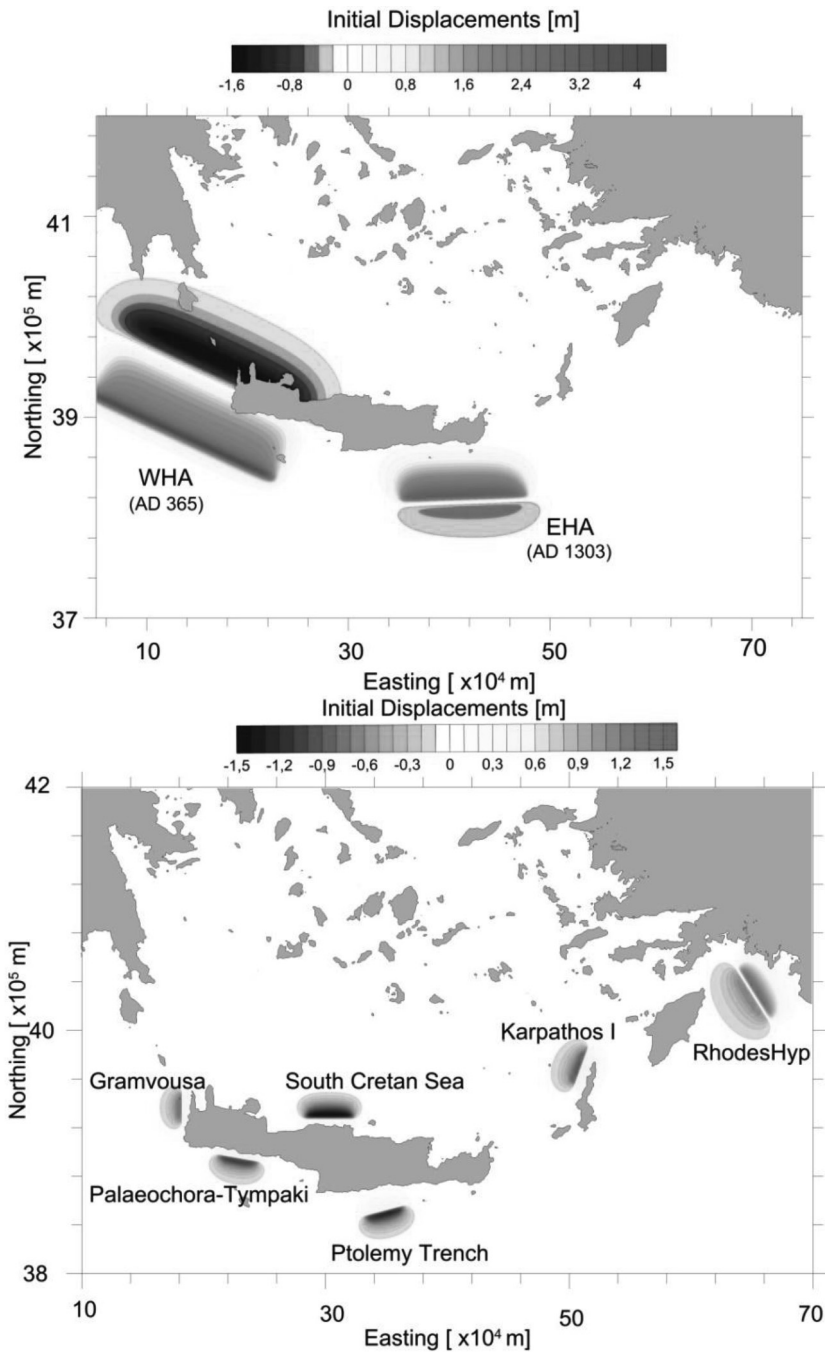 Initial Displacements [m]
-1,6 -0,8 0 0,8 1,6 2,4 3,2 4
41
39
37
Northing [ x10⁵ m]
WHA
(AD 365)
EHA
(AD 1303)
10 30 50 70
Easting [ x10⁴ m]
Initial Displacements [m]
-1,5 -1,2 -0,9 -0,6 -0,3 0 0,3 0,6 0,9 1,2 1,5
42
40
38
Northing [ x10⁵ m]
Karpathos I
RhodesHyp
Gramvousa
South Cretan Sea
Palaeochora-Tympaki
Ptolemy Trench
10 30 50 70
Easting [ x10⁴ m]